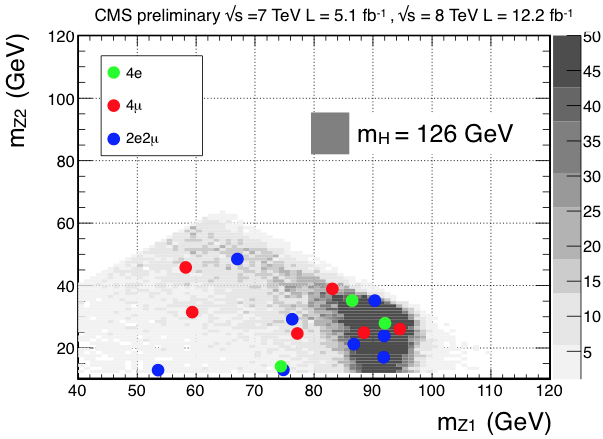 CMS preliminary √s =7 TeV L = 5.1 fb⁻¹ , √s = 8 TeV L = 12.2 fb⁻¹
m_Z2 (GeV)
120
100
80
60
40
20
4e
4μ
2e2μ
m_H = 126 GeV
50
45
40
35
30
25
20
15
10
5
40 50 60 70 80 90 100 110 120
m_Z1 (GeV)